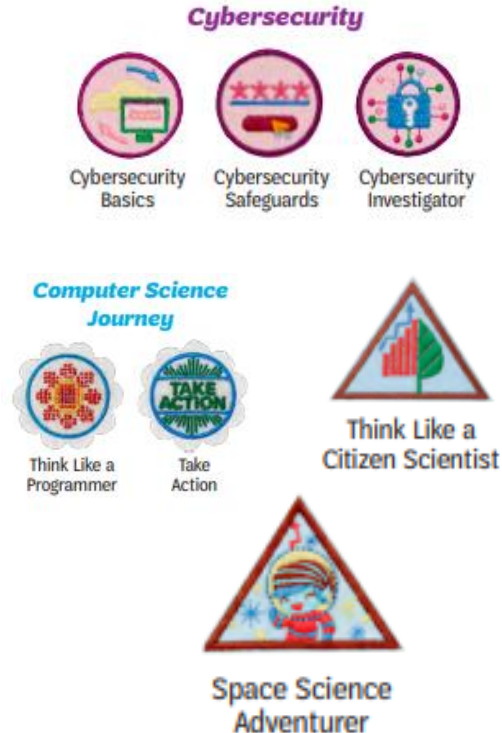 Cybersecurity
Cybersecurity
Basics
Cybersecurity
Safeguards
Cybersecurity
Investigator
Computer Science
Journey
TAKE
ACTION
Think Like a
Programmer
Take
Action
Think Like a
Citizen Scientist
Space Science
Adventurer